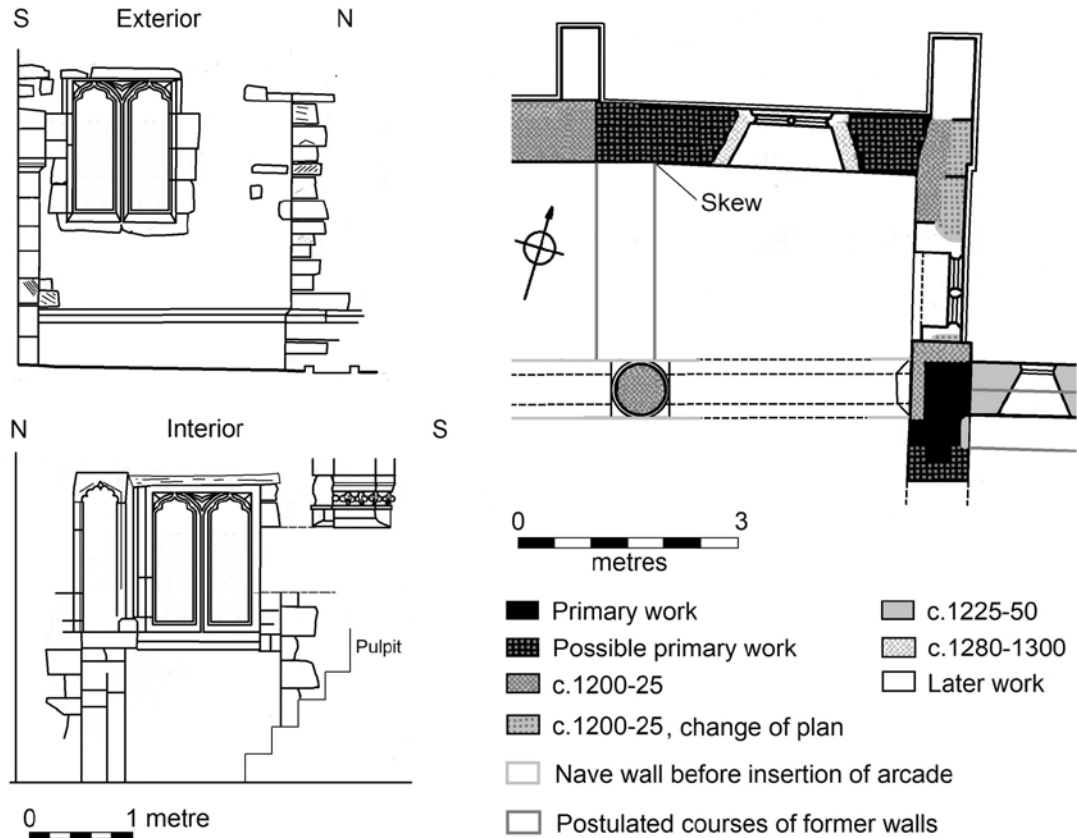 S Exterior N
Skew
N Interior S
Pulpit
0 1 metre
0 3
metres
Primary work
Possible primary work
c.1200-25
c.1200-25, change of plan
c.1225-50
c.1280-1300
Later work
Nave wall before insertion of arcade
Postulated courses of former walls